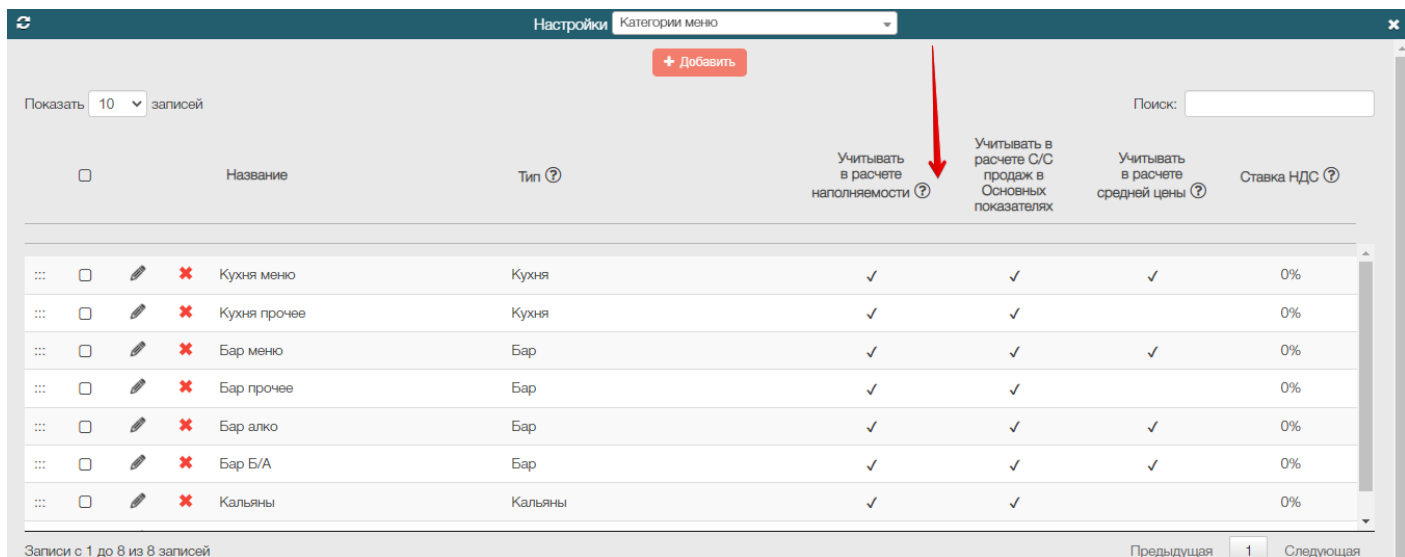 Настройки Категории меню
+ Добавить
Показать 10 записей Поиск:
Название
Тип ?
Учитывать
в расчете
наполняемости ?
Учитывать в
расчете С/С
продаж в
Основных
показателях
Учитывать
в расчете
средней цены ?
Ставка НДС ?
Кухня меню Кухня ✓ ✓ ✓ 0%
Кухня прочее Кухня ✓ ✓ 0%
Бар меню Бар ✓ ✓ ✓ 0%
Бар прочее Бар ✓ ✓ 0%
Бар алко Бар ✓ ✓ ✓ 0%
Бар Б/А Бар ✓ ✓ ✓ 0%
Кальяны Кальяны ✓ ✓ 0%
Записи с 1 до 8 из 8 записей Предыдущая 1 Следующая